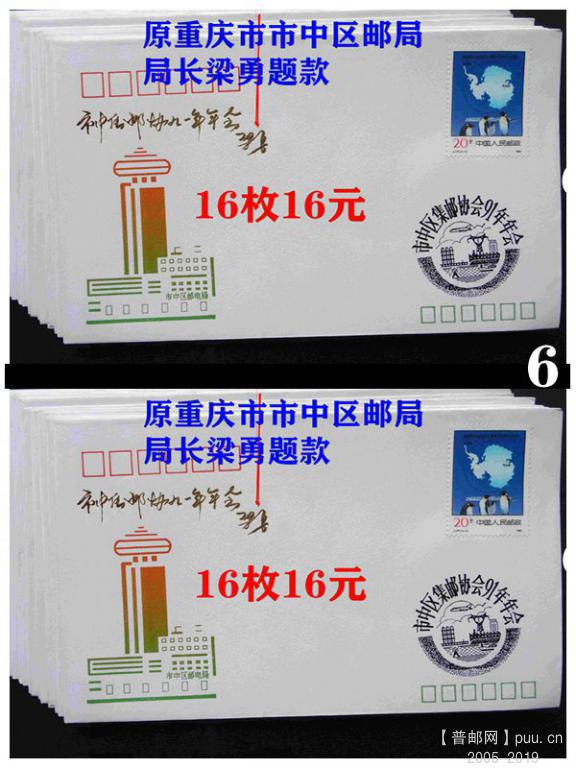 原重庆市市中区邮局
局长梁勇题款
市中区邮协九一年年会
20分 中国人民邮政
16枚16元
市中区集邮协会91年年会
市中区邮电局
6
原重庆市市中区邮局
局长梁勇题款
市中区邮协九一年年会
20分 中国人民邮政
16枚16元
市中区集邮协会91年年会
市中区邮电局
【普邮网】puu.cn
2005-2019